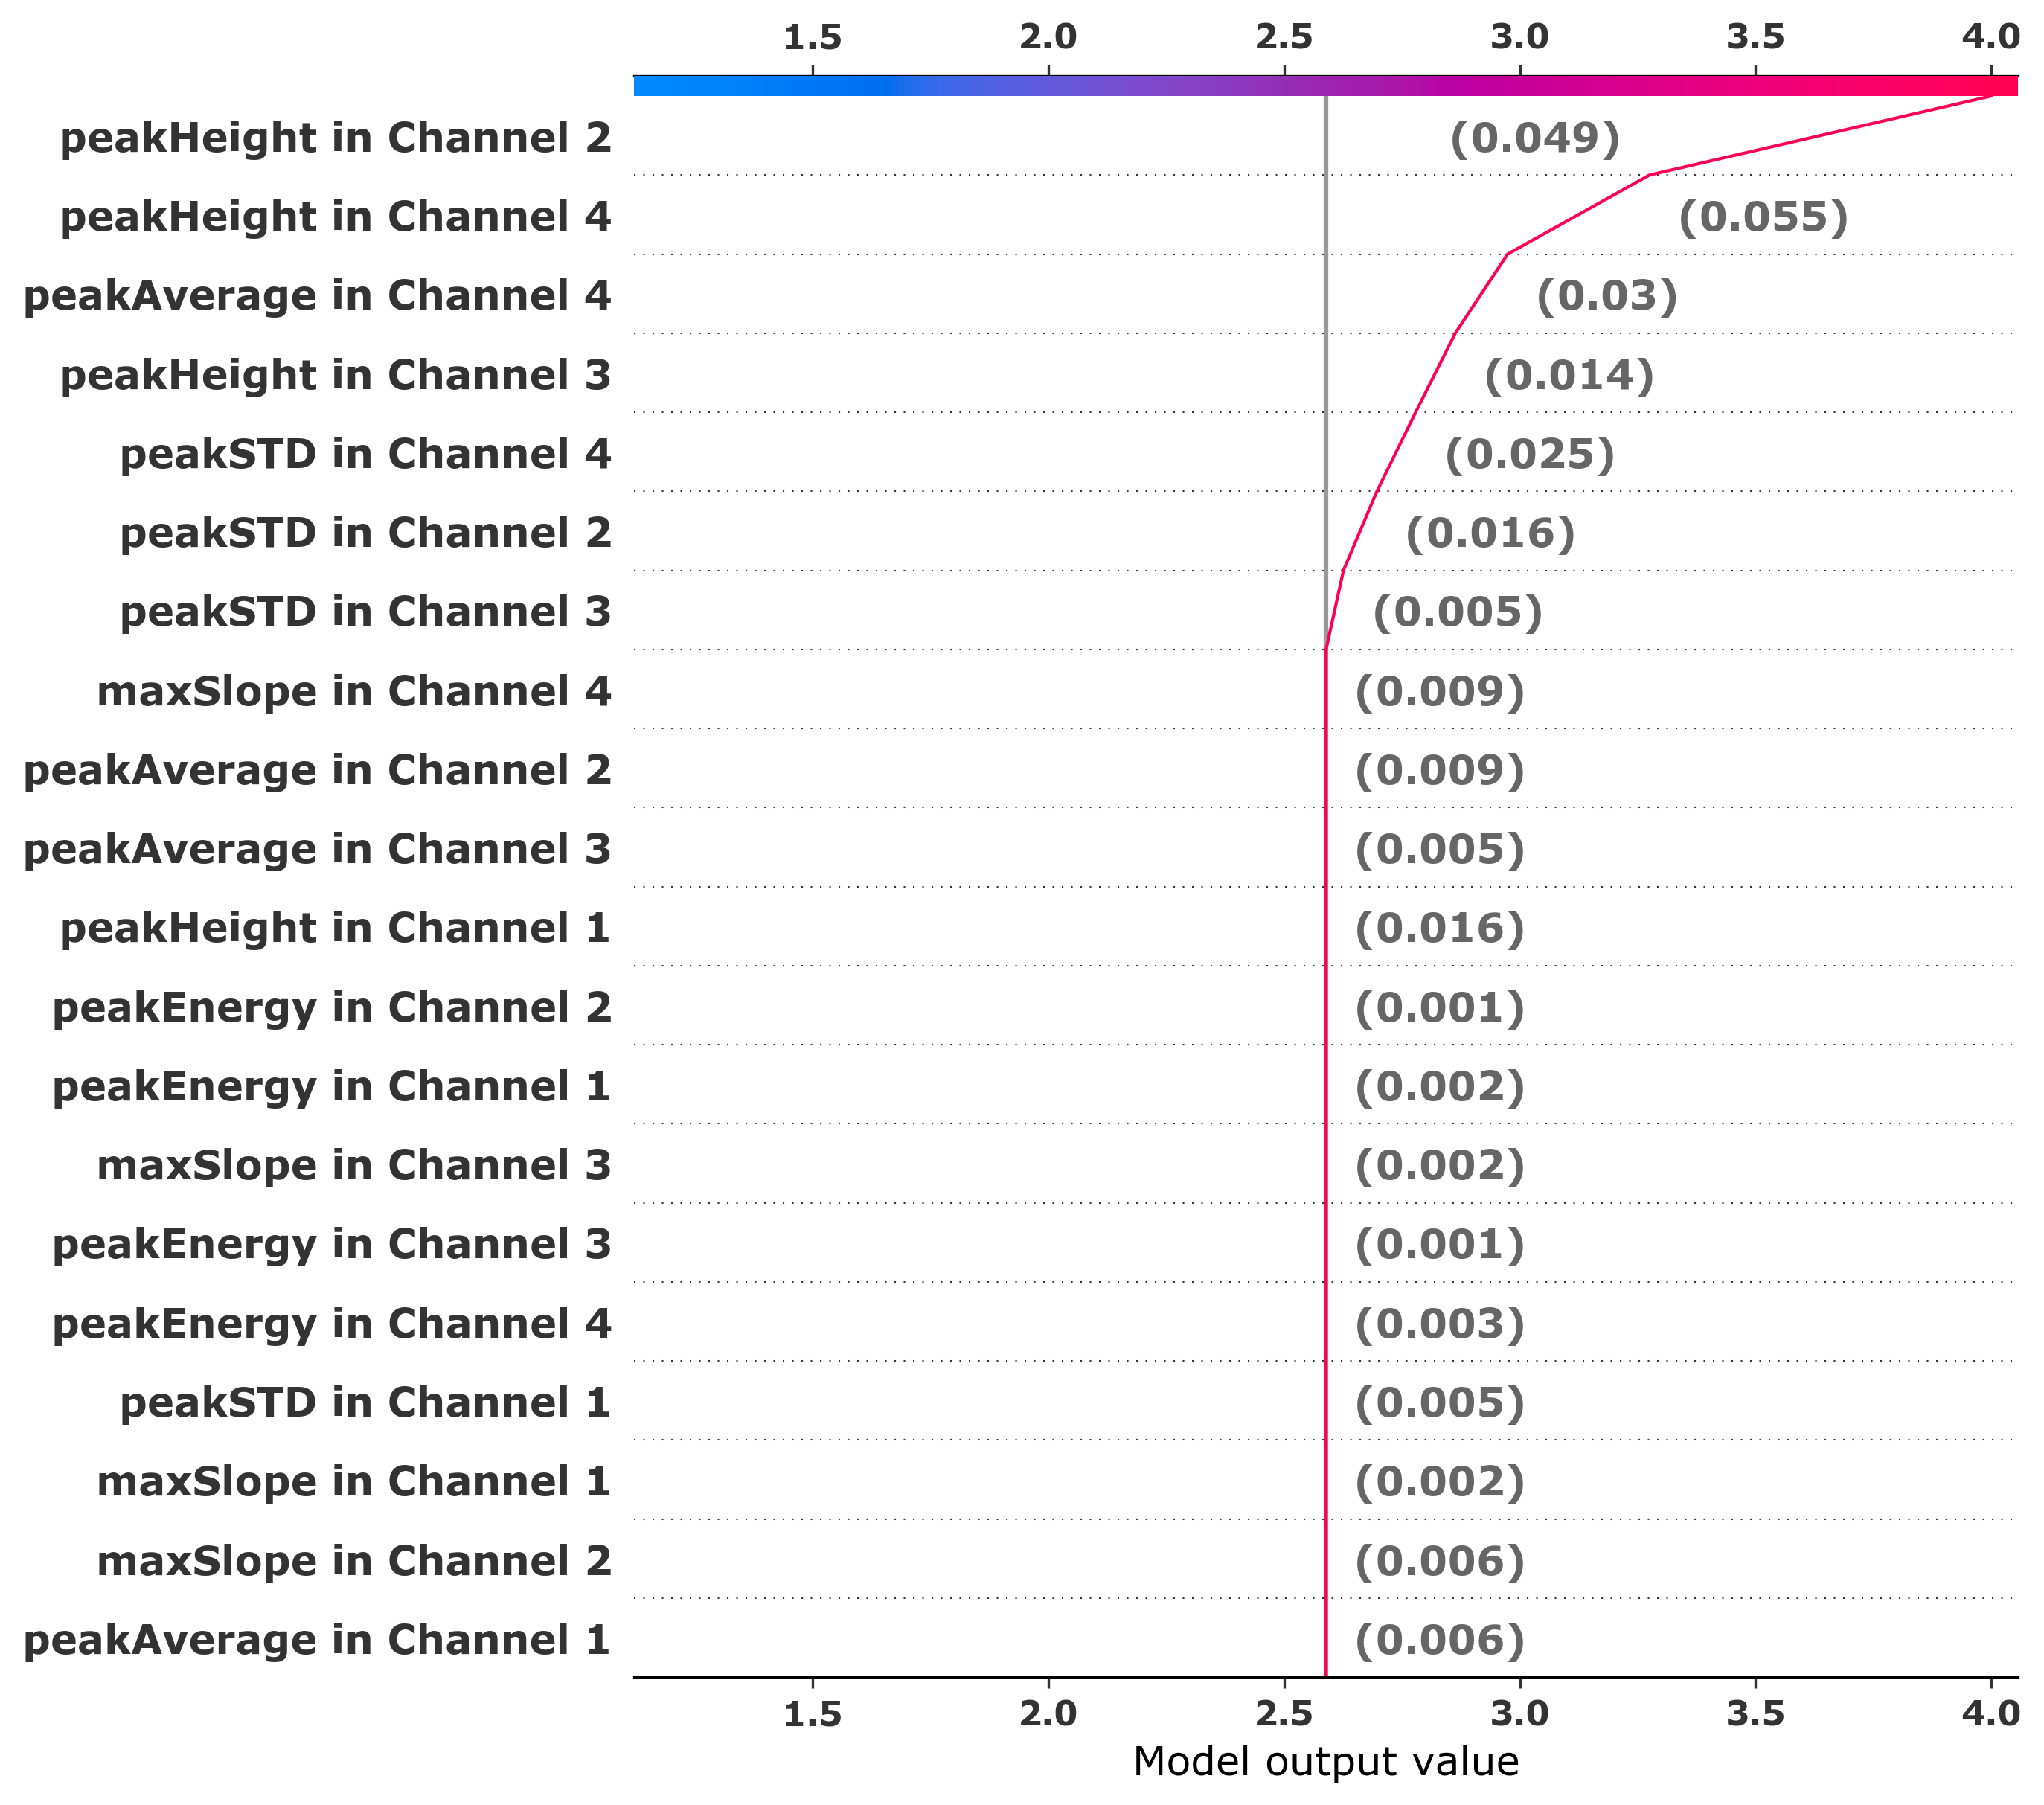 1.5 2.0 2.5 3.0 3.5 4.0
peakHeight in Channel 2 (0.049)
peakHeight in Channel 4 (0.055)
peakAverage in Channel 4 (0.03)
peakHeight in Channel 3 (0.014)
peakSTD in Channel 4 (0.025)
peakSTD in Channel 2 (0.016)
peakSTD in Channel 3 (0.005)
maxSlope in Channel 4 (0.009)
peakAverage in Channel 2 (0.009)
peakAverage in Channel 3 (0.005)
peakHeight in Channel 1 (0.016)
peakEnergy in Channel 2 (0.001)
peakEnergy in Channel 1 (0.002)
maxSlope in Channel 3 (0.002)
peakEnergy in Channel 3 (0.001)
peakEnergy in Channel 4 (0.003)
peakSTD in Channel 1 (0.005)
maxSlope in Channel 1 (0.002)
maxSlope in Channel 2 (0.006)
peakAverage in Channel 1 (0.006)
1.5 2.0 2.5 3.0 3.5 4.0
Model output value